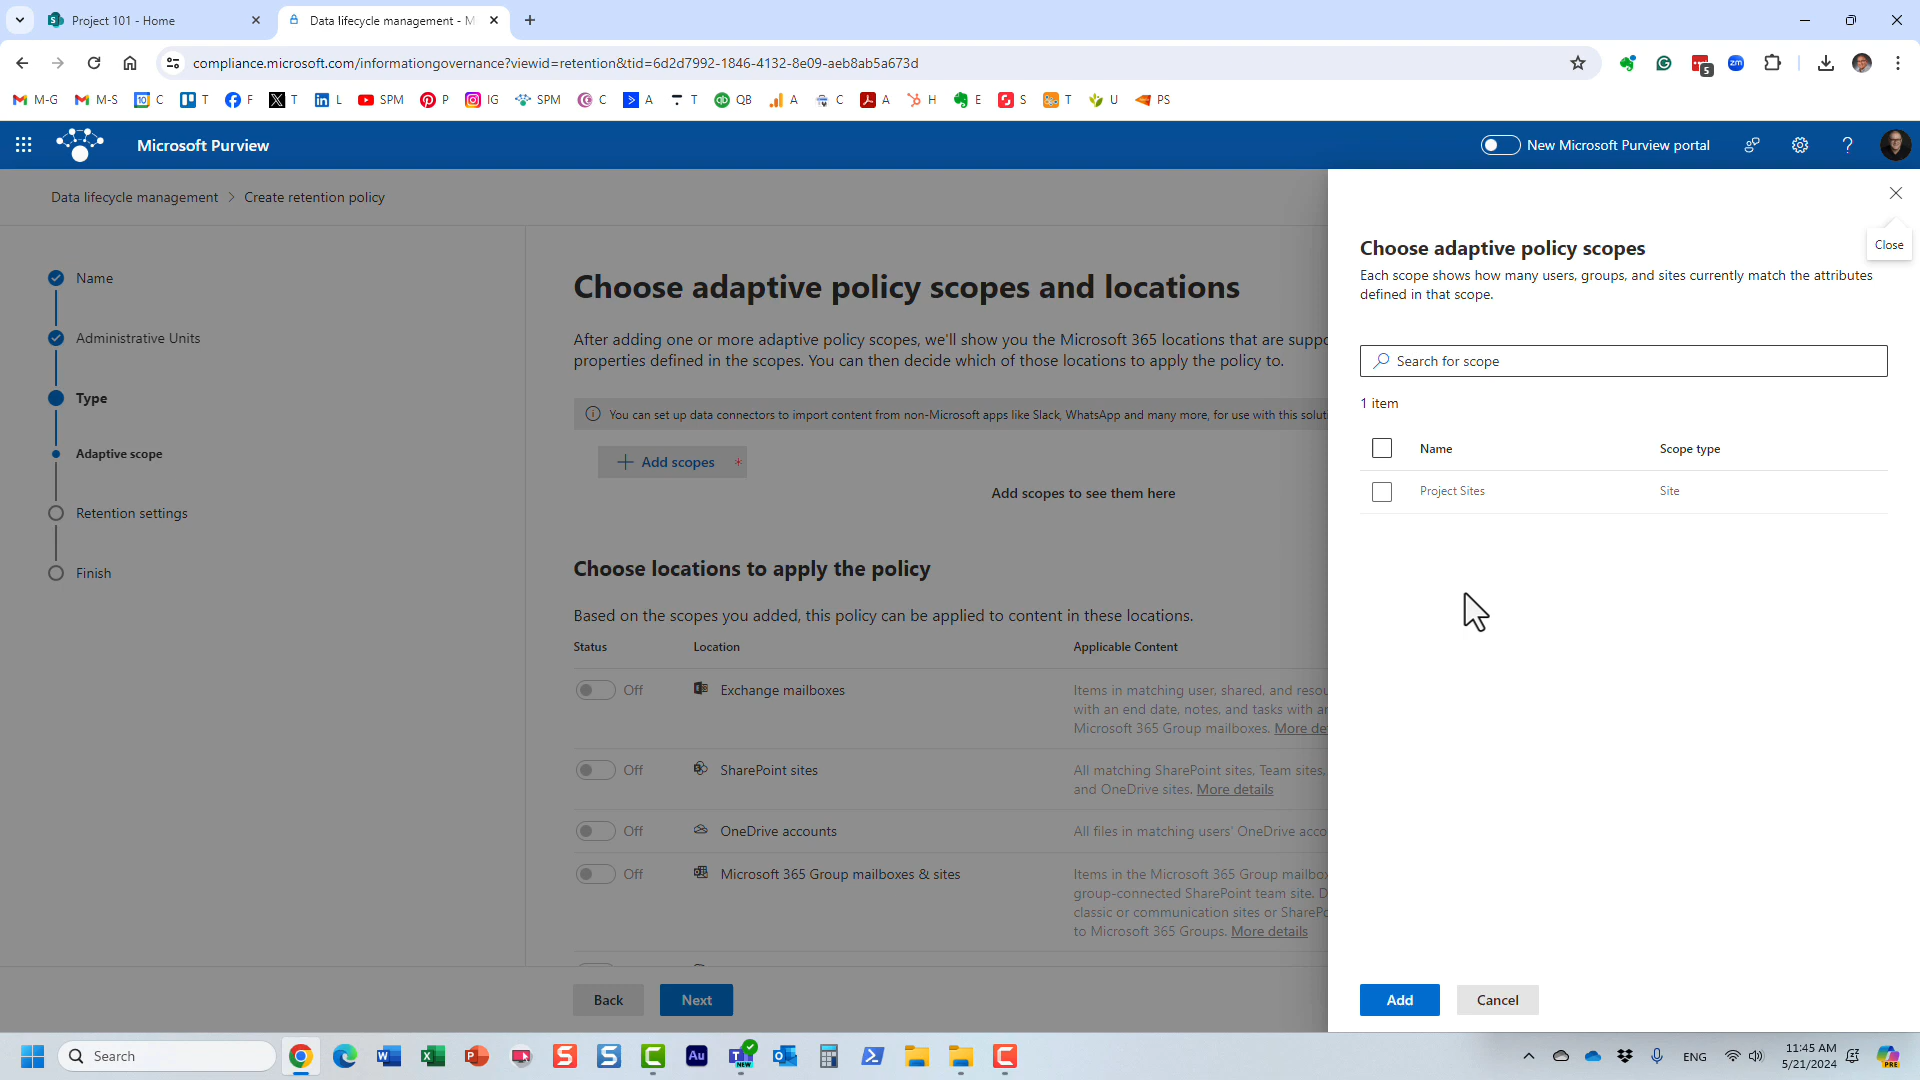 Project 101 - Home
Data lifecycle management - M
compliance.microsoft.com/informationgovernance?viewid=retention&tid=6d2d7992-1846-4132-8e09-aeb8ab5a673d
5
zm
M-G
M-S
10
C
T
F
T
L
SPM
P
IG
SPM
C
A
T
QB
A
C
A
H
E
S
T
U
PS
Microsoft Purview
New Microsoft Purview portal
Data lifecycle management > Create retention policy
Name
Administrative Units
Type
Adaptive scope
Retention settings
Finish
Choose adaptive policy scopes and locations
After adding one or more adaptive policy scopes, we'll show you the Microsoft 365 locations that are suppo
properties defined in the scopes. You can then decide which of those locations to apply the policy to.
You can set up data connectors to import content from non-Microsoft apps like Slack, WhatsApp and many more, for use with this solut
Add scopes *
Add scopes to see them here
Choose locations to apply the policy
Based on the scopes you added, this policy can be applied to content in these locations.
Status Location Applicable Content
Off Exchange mailboxes
Items in matching user, shared, and resou
with an end date, notes, and tasks with an
Microsoft 365 Group mailboxes. More det
Off SharePoint sites
All matching SharePoint sites, Team sites,
and OneDrive sites. More details
Off OneDrive accounts
All files in matching users' OneDrive acco
Off Microsoft 365 Group mailboxes & sites
Items in the Microsoft 365 Group mailbox
group-connected SharePoint team site. D
classic or communication sites or SharePo
to Microsoft 365 Groups. More details
Back
Next
Close
Choose adaptive policy scopes
Each scope shows how many users, groups, and sites currently match the attributes
defined in that scope.
Search for scope
1 item
Name Scope type
Project Sites Site
Add
Cancel
Search
Au
NEW
ENG
11:45 AM
5/21/2024
PRE